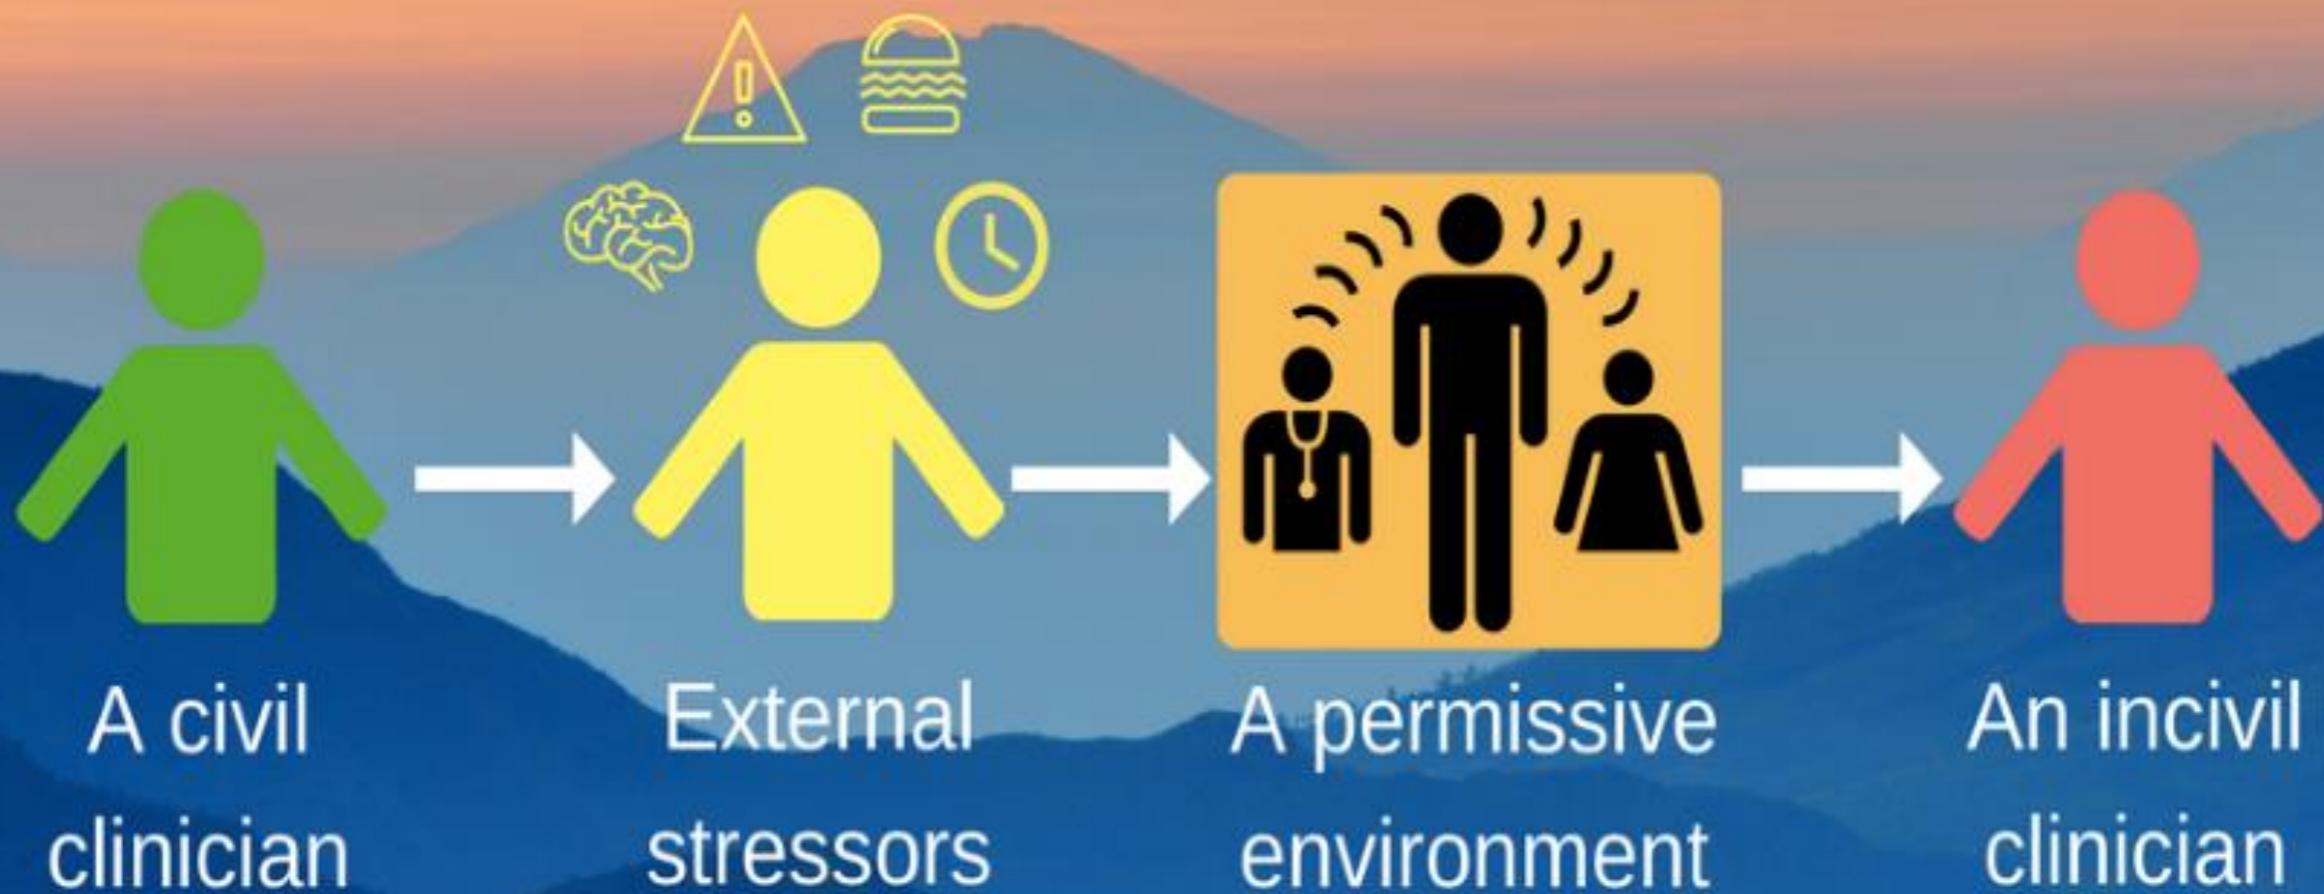 A civil
clinician
External
stressors
A permissive
environment
An incivil
clinician